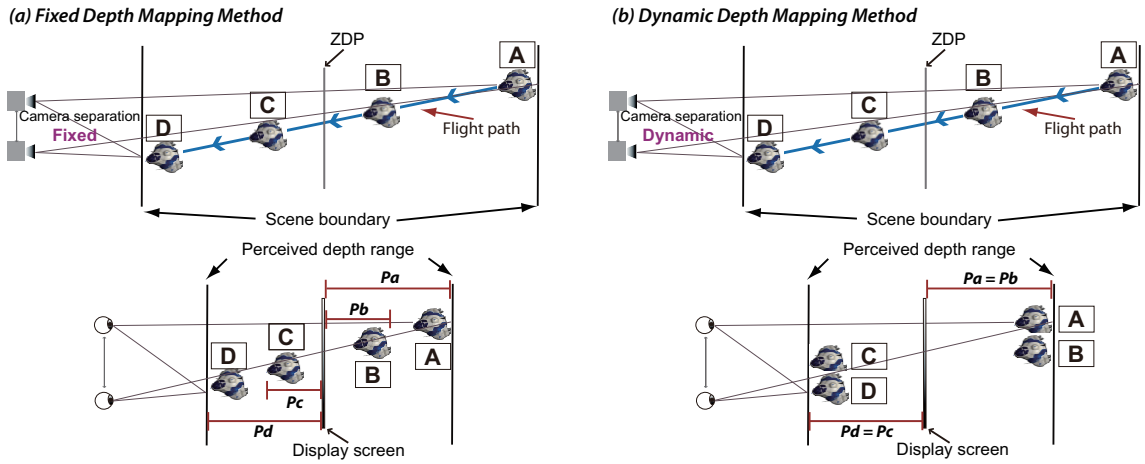 (a) Fixed Depth Mapping Method
ZDP
A
B
C
D
Camera separation
Fixed
Flight path
Scene boundary
Perceived depth range
Pa
Pb
C
D
A
B
Pc
Pd
Display screen
(b) Dynamic Depth Mapping Method
ZDP
A
B
C
D
Camera separation
Dynamic
Flight path
Scene boundary
Perceived depth range
Pa = Pb
A
C
B
D
Pd = Pc
Display screen